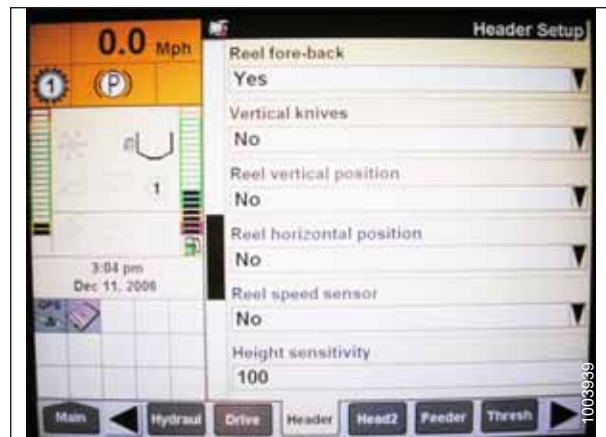 0.0 Mph
1
P
1
3:04 pm
Dec 11, 2006
GPS
Header Setup
Reel fore-back
Yes
Vertical knives
No
Reel vertical position
No
Reel horizontal position
No
Reel speed sensor
No
Height sensitivity
100
Main
Hydraul
Drive
Header
Head2
Feeder
Thresh
1003939